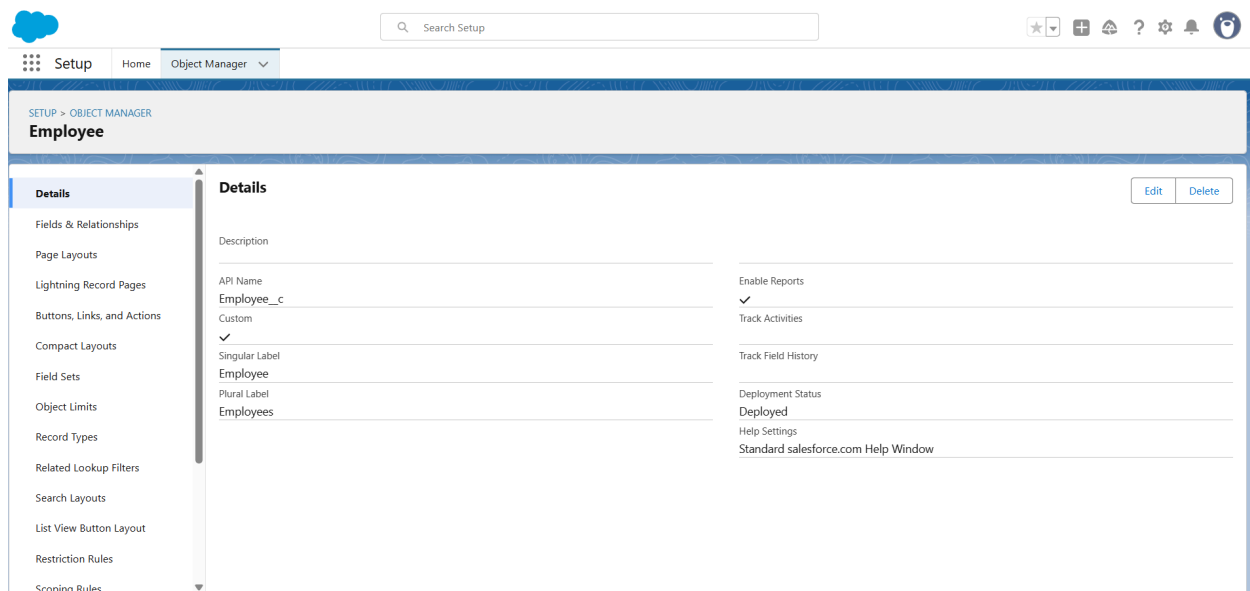 Search Setup
Setup
Home
Object Manager
SETUP > OBJECT MANAGER
Employee
Details
Fields & Relationships
Page Layouts
Lightning Record Pages
Buttons, Links, and Actions
Compact Layouts
Field Sets
Object Limits
Record Types
Related Lookup Filters
Search Layouts
List View Button Layout
Restriction Rules
Scoping Rules
Details
Edit
Delete
Description
API Name
Employee__c
Custom
Singular Label
Employee
Plural Label
Employees
Enable Reports
Track Activities
Track Field History
Deployment Status
Deployed
Help Settings
Standard salesforce.com Help Window